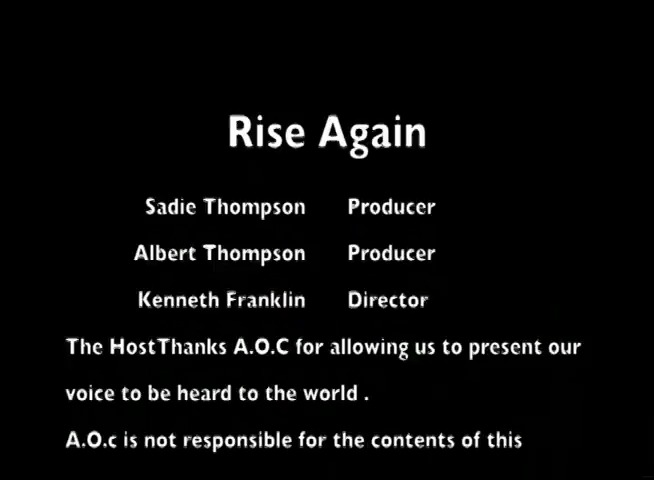 Rise Again
Sadie Thompson Producer
Albert Thompson Producer
Kenneth Franklin Director
The HostThanks A.O.C for allowing us to present our
voice to be heard to the world .
A.O.c is not responsible for the contents of this